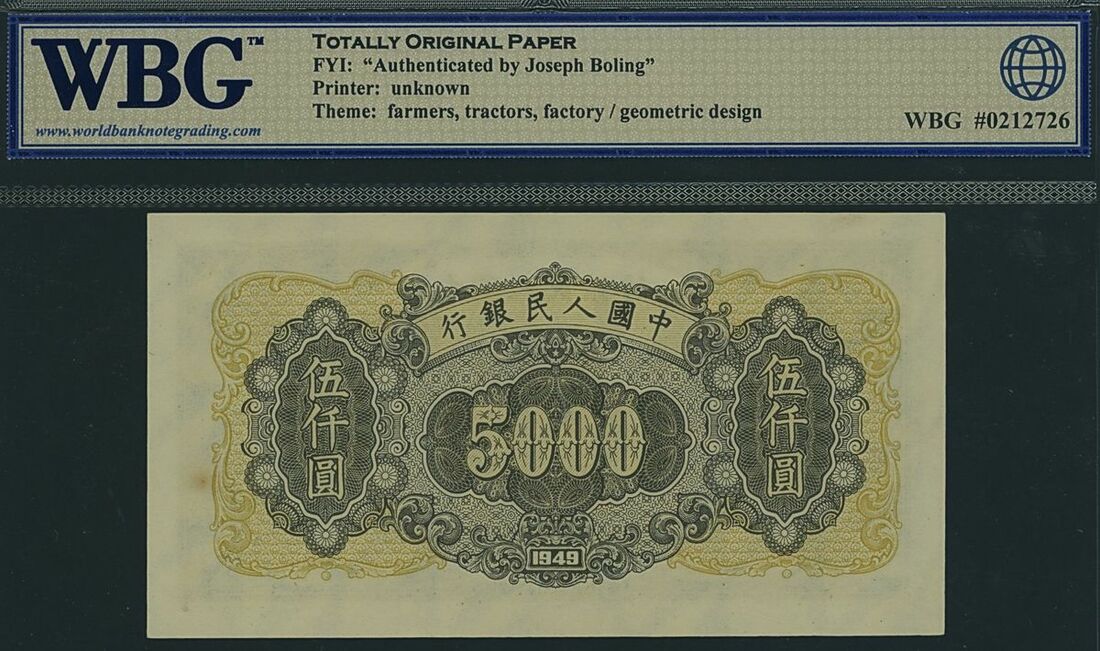 WBG™
www.worldbanknotegrading.com
TOTALLY ORIGINAL PAPER
FYI: “Authenticated by Joseph Boling”
Printer: unknown
Theme: farmers, tractors, factory / geometric design
WBG #0212726
行銀民人國中
伍仟圓
5000
伍仟圓
1949